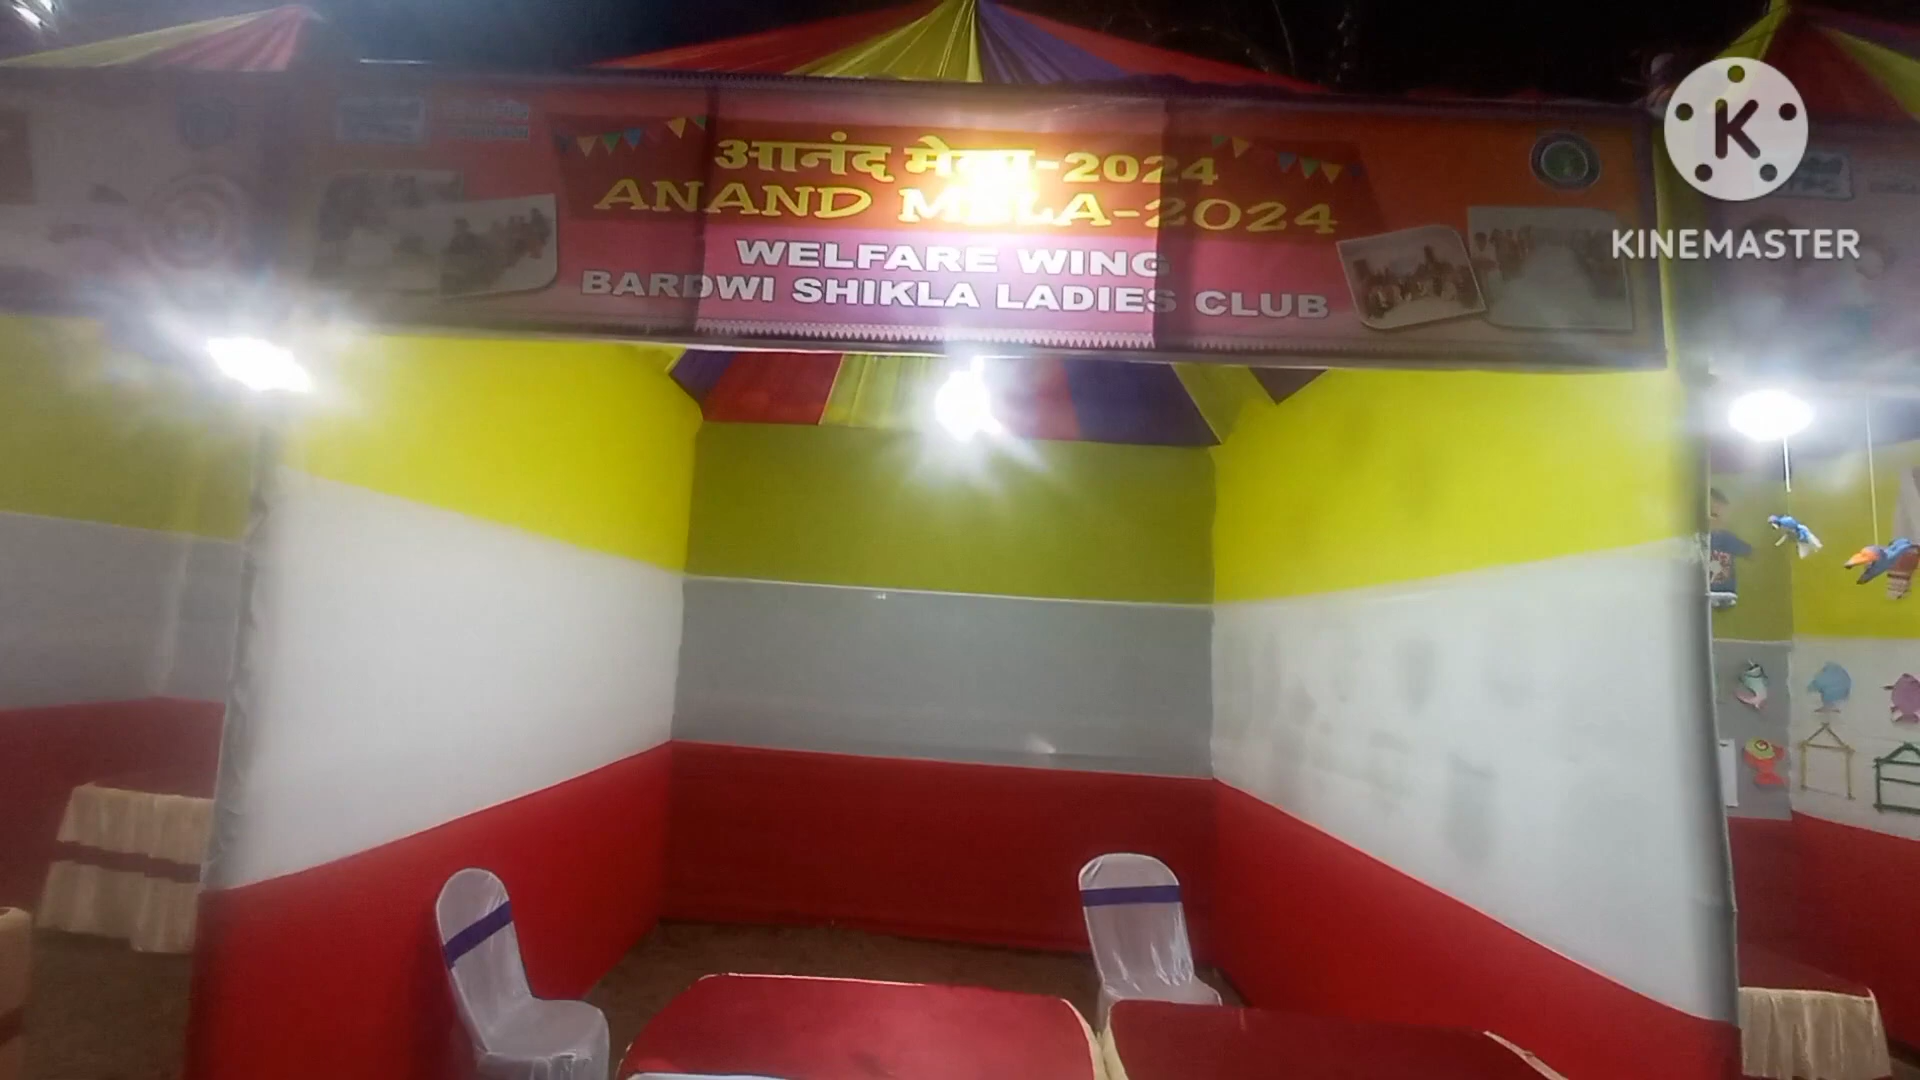 आनंद मेला-2024
ANAND MELA-2024
WELFARE WING
BARDWI SHIKLA LADIES CLUB
K
KINEMASTER